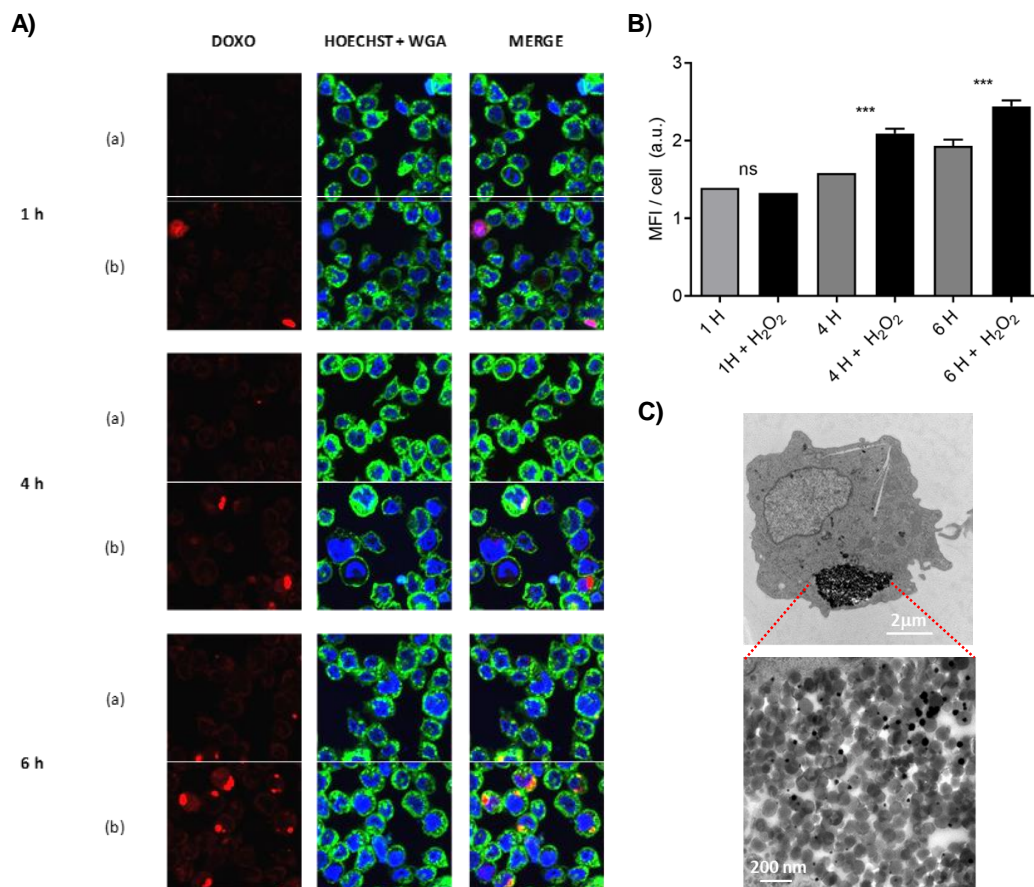 A)
DOXO HOECHST + WGA MERGE
1 h
(a)
(b)
4 h
(a)
(b)
6 h
(a)
(b)
B)
MFI / cell (a.u.)
3
2
1
0
ns
***
***
1 H
1H + H₂O₂
4 H
4 H + H₂O₂
6 H
6 H + H₂O₂
C)
2μm
200 nm